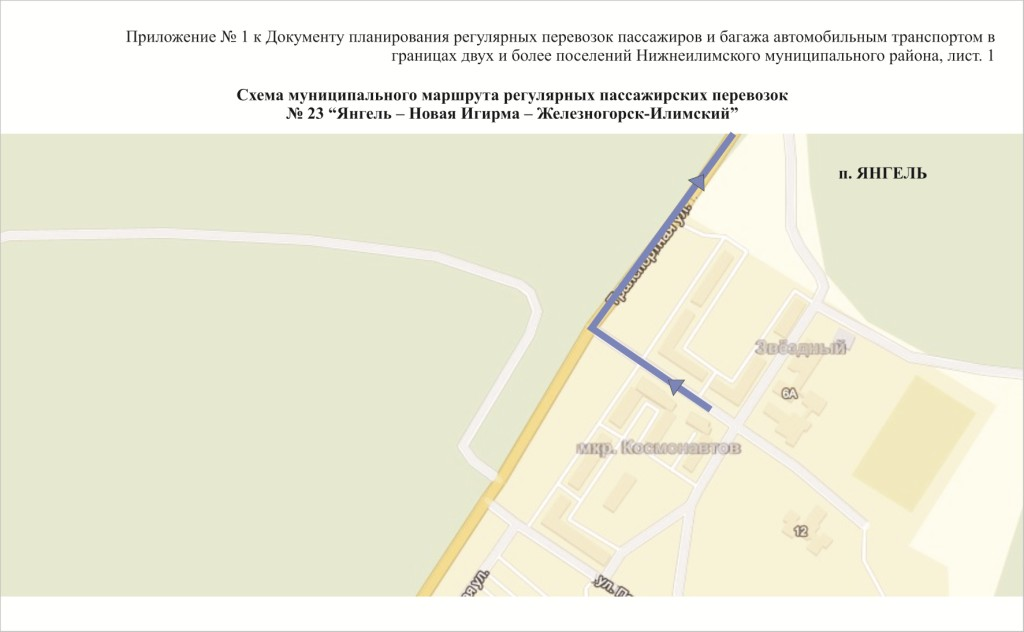 Приложение № 1 к Документу планирования регулярных перевозок пассажиров и багажа автомобильным транспортом в
границах двух и более поселений Нижнеилимского муниципального района, лист. 1
Схема муниципального маршрута регулярных пассажирских перевозок
№ 23 “Янгель – Новая Игирма – Железногорск-Илимский”
п. ЯНГЕЛЬ
Транспортная ул.
Звёздный
6А
мкр. Космонавтов
12
ул.